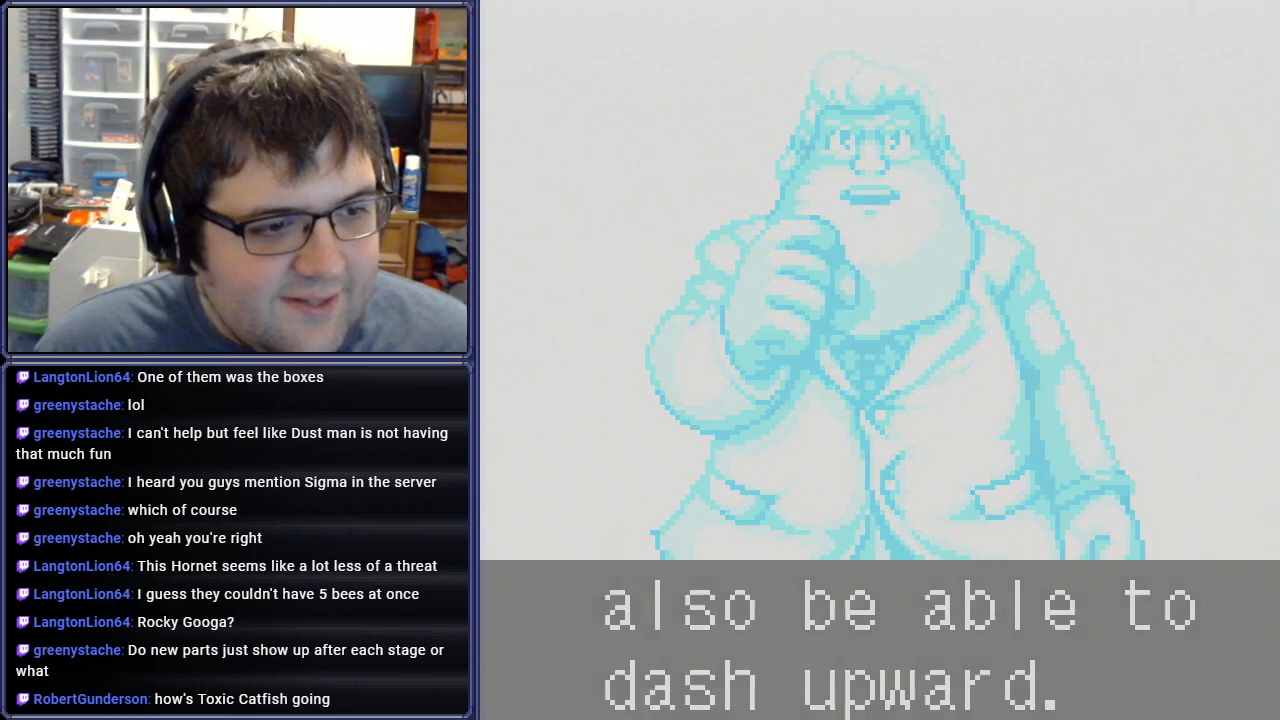 LangtonLion64: One of them was the boxes
greenystache: lol
greenystache: I can't help but feel like Dust man is not having
that much fun
greenystache: I heard you guys mention Sigma in the server
greenystache: which of course
greenystache: oh yeah you're right
LangtonLion64: This Hornet seems like a lot less of a threat
LangtonLion64: I guess they couldn't have 5 bees at once
LangtonLion64: Rocky Googa?
greenystache: Do new parts just show up after each stage or
what
RobertGunderson: how's Toxic Catfish going
also be able to
dash upward.